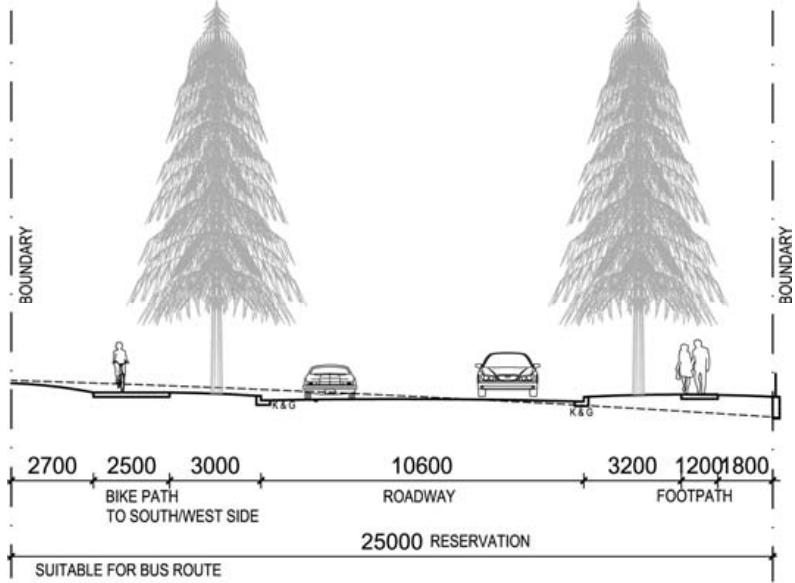 BOUNDARY
BOUNDARY
K & G
K & G
2700 2500 3000 10600 3200 1200 1800
BIKE PATH
TO SOUTH/WEST SIDE
ROADWAY
FOOTPATH
25000 RESERVATION
SUITABLE FOR BUS ROUTE